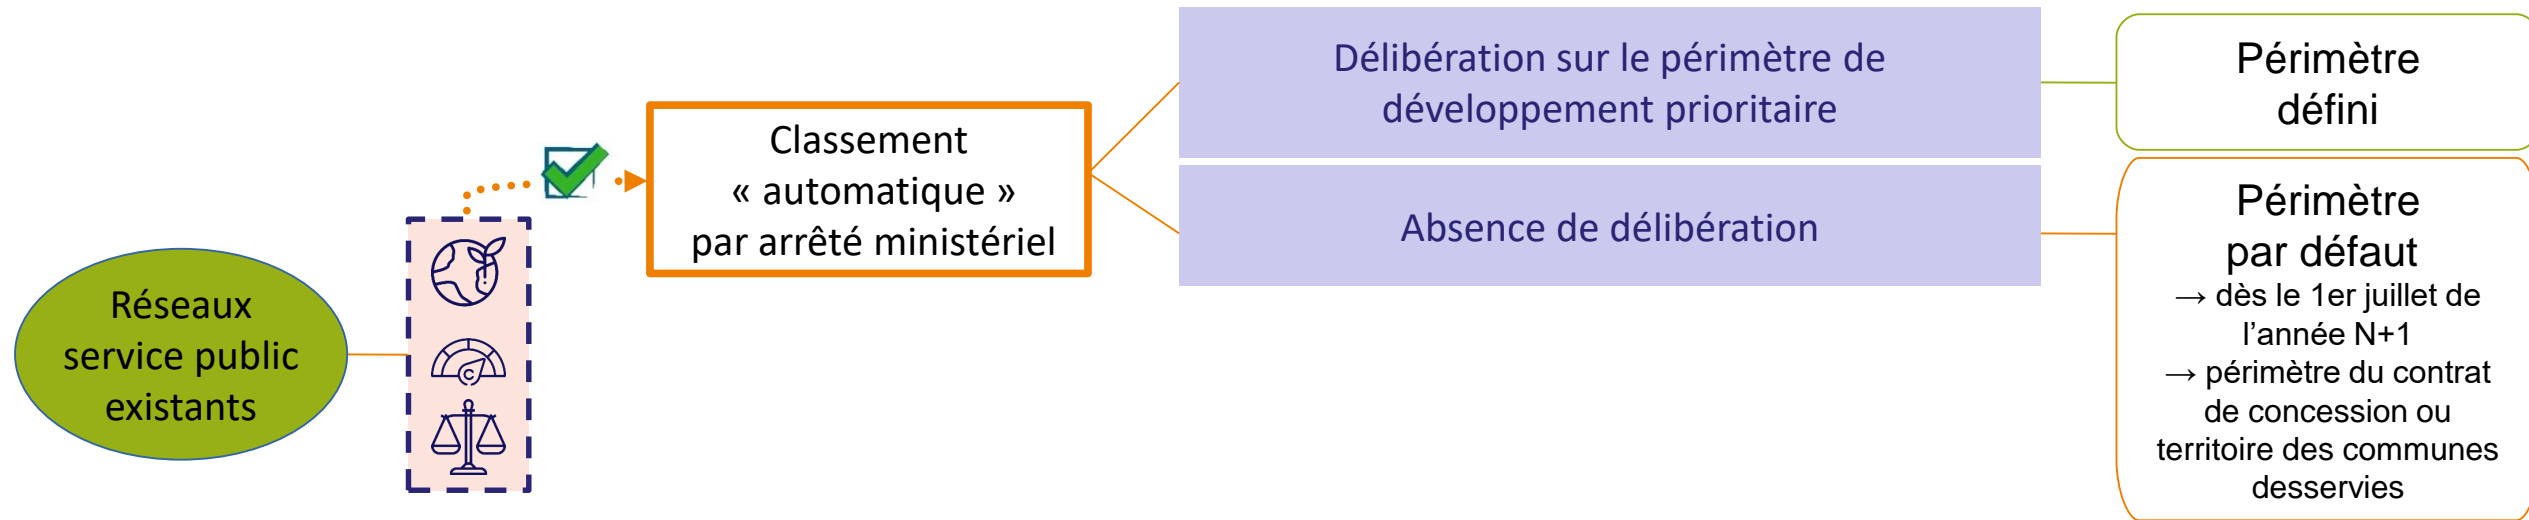 Réseaux
service public
existants
C
Classement
« automatique »
par arrêté ministériel
Délibération sur le périmètre de
développement prioritaire
Absence de délibération
Périmètre
défini
Périmètre
par défaut
→ dès le 1er juillet de
l’année N+1
→ périmètre du contrat
de concession ou
territoire des communes
desservies